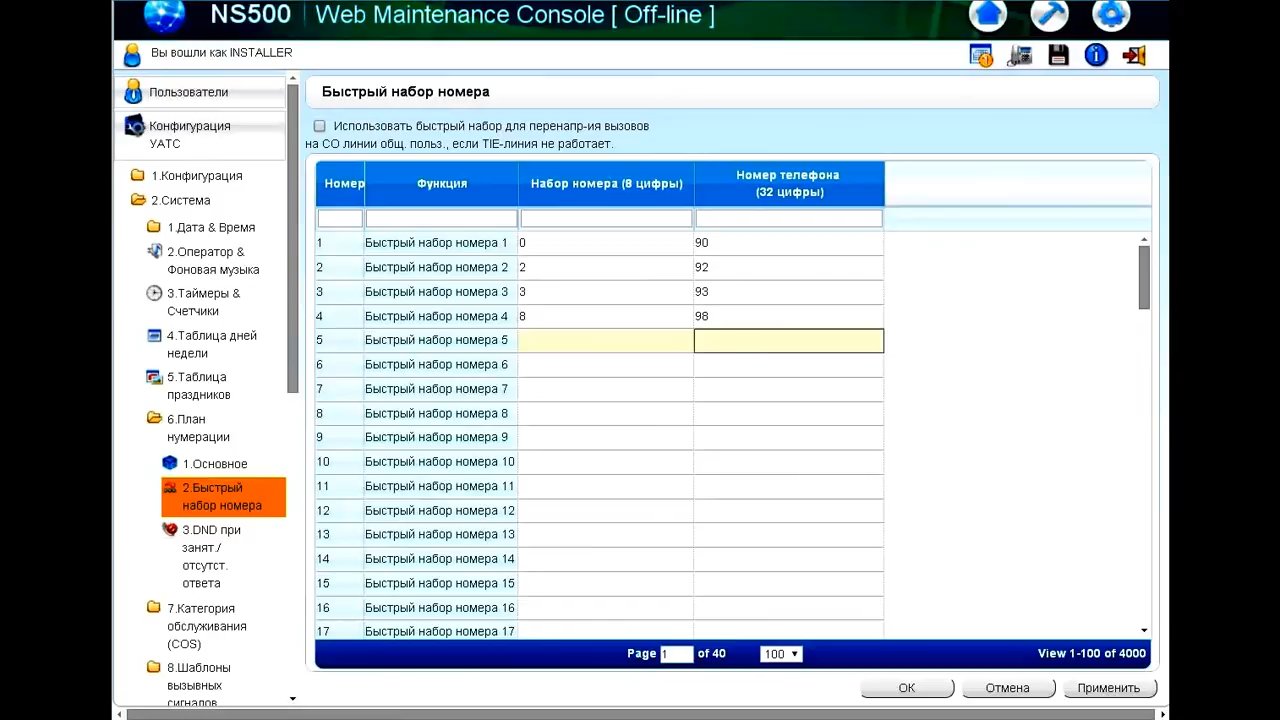 NS500 Web Maintenance Console [ Off-line ]
Вы вошли как INSTALLER
Пользователи
Конфигурация
УАТС
1.Конфигурация
2.Система
1.Дата & Время
2.Оператор &
Фоновая музыка
3.Таймеры &
Счетчики
4.Таблица дней
недели
5.Таблица
праздников
6.План
нумерации
1.Основное
2.Быстрый
набор номера
3.DND при
занят./
отсутст.
ответа
7.Категория
обслуживания
(COS)
8.Шаблоны
вызывных
сигналов
Быстрый набор номера
Использовать быстрый набор для перенапр-ия вызовов
на CO линии общ. польз., если TIE-линия не работает.
Номер Функция Набор номера (8 цифры) Номер телефона
(32 цифры)
1 Быстрый набор номера 1 0 90
2 Быстрый набор номера 2 2 92
3 Быстрый набор номера 3 3 93
4 Быстрый набор номера 4 8 98
5 Быстрый набор номера 5
6 Быстрый набор номера 6
7 Быстрый набор номера 7
8 Быстрый набор номера 8
9 Быстрый набор номера 9
10 Быстрый набор номера 10
11 Быстрый набор номера 11
12 Быстрый набор номера 12
13 Быстрый набор номера 13
14 Быстрый набор номера 14
15 Быстрый набор номера 15
16 Быстрый набор номера 16
17 Быстрый набор номера 17
Page 1 of 40 100 View 1-100 of 4000
OK Отмена Применить